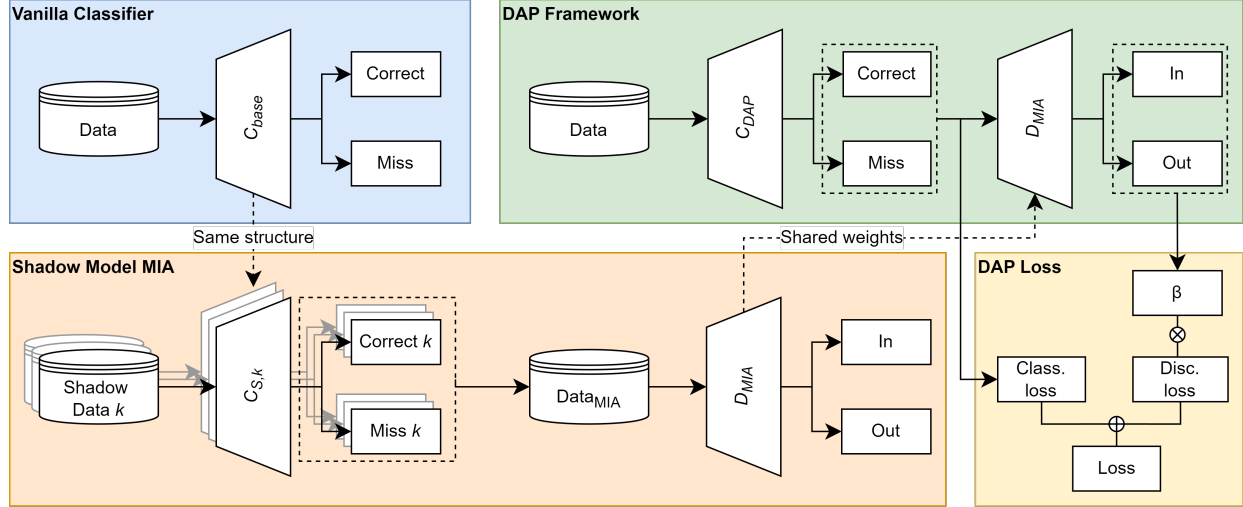 Vanilla Classifier
Data
C_base
Correct
Miss
DAP Framework
Data
C_DAP
Correct
Miss
D_MIA
In
Out
Same structure
Shared weights
Shadow Model MIA
Shadow
Data k
C_S,k
Correct k
Miss k
Data_MIA
D_MIA
In
Out
DAP Loss
β
Class.
loss
Disc.
loss
Loss